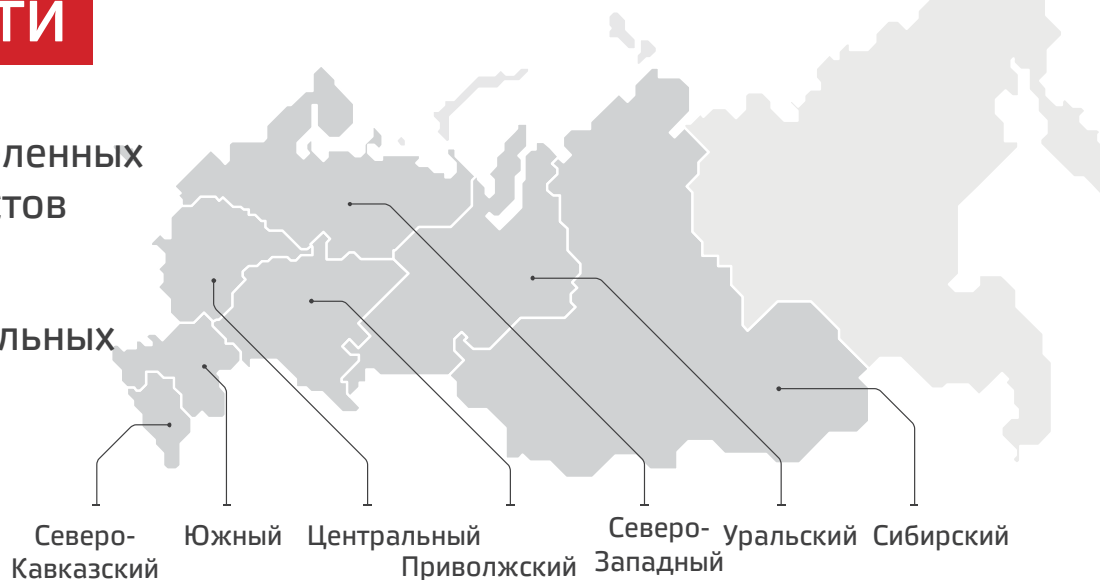 ТИ
ленных
тов
льных
Северо-
Кавказский
Южный
Центральный
Приволжский
Северо-
Западный
Уральский
Сибирский